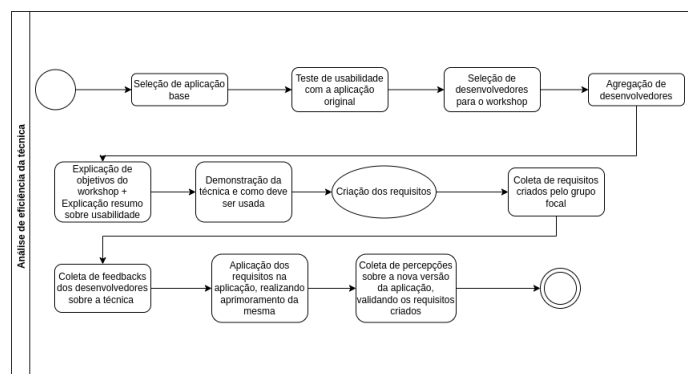 Análise de eficiência da técnica
Seleção de aplicação
base
Teste de usabilidade
com a aplicação
original
Seleção de
desenvolvedores
para o workshop
Agregação de
desenvolvedores
Explicação de
objetivos do
workshop +
Explicação resumo
sobre usabilidade
Demonstração da
técnica e como deve
ser usada
Criação dos requisitos
Coleta de requisitos
criados pelo grupo
focal
Coleta de feedbacks
dos desenvolvedores
sobre a técnica
Aplicação dos
requisitos na
aplicação, realizando
aprimoramento da
mesma
Coleta de percepções
sobre a nova versão
da aplicação,
validando os requisitos
criados